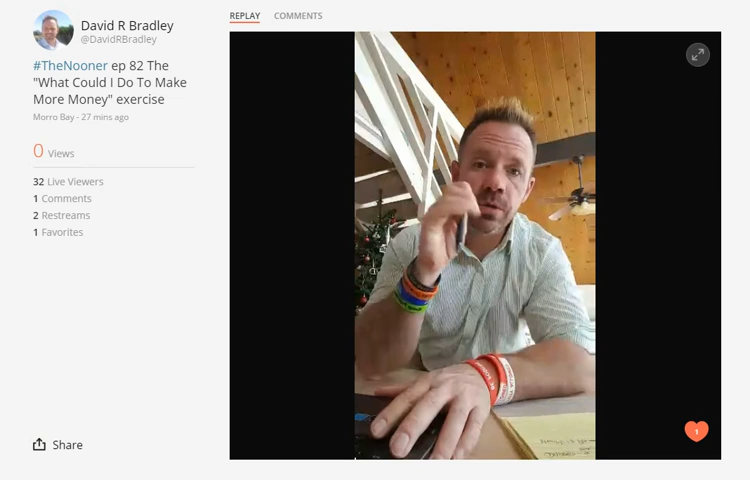 David R Bradley
@DavidRBradley
#TheNooner ep 82 The
"What Could I Do To Make
More Money" exercise
Morro Bay - 27 mins ago
0 Views
32 Live Viewers
1 Comments
2 Restreams
1 Favorites
Share
REPLAY COMMENTS
1